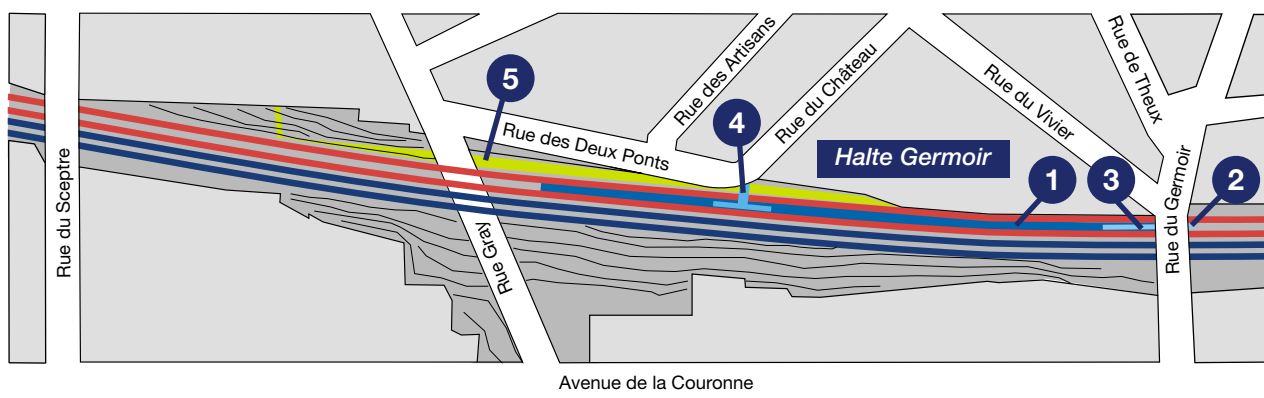 Rue du Sceptre
5
Rue Gray
Rue des Deux Ponts
Rue des Artisans
4
Rue du Château
Halte Germoir
Rue du Vivier
Rue de Theux
1
3
Rue du Germoir
2
Avenue de la Couronne